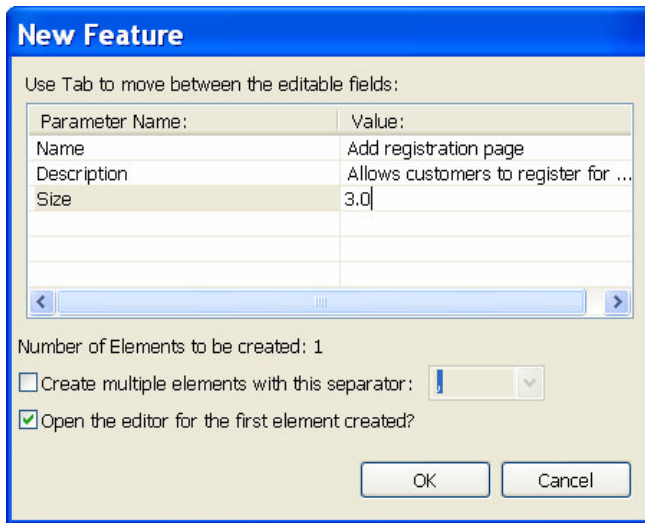 New Feature
Use Tab to move between the editable fields:
Parameter Name: Value:
Name Add registration page
Description Allows customers to register for ...
Size 3.0
Number of Elements to be created: 1
Create multiple elements with this separator: ,
Open the editor for the first element created?
OK Cancel